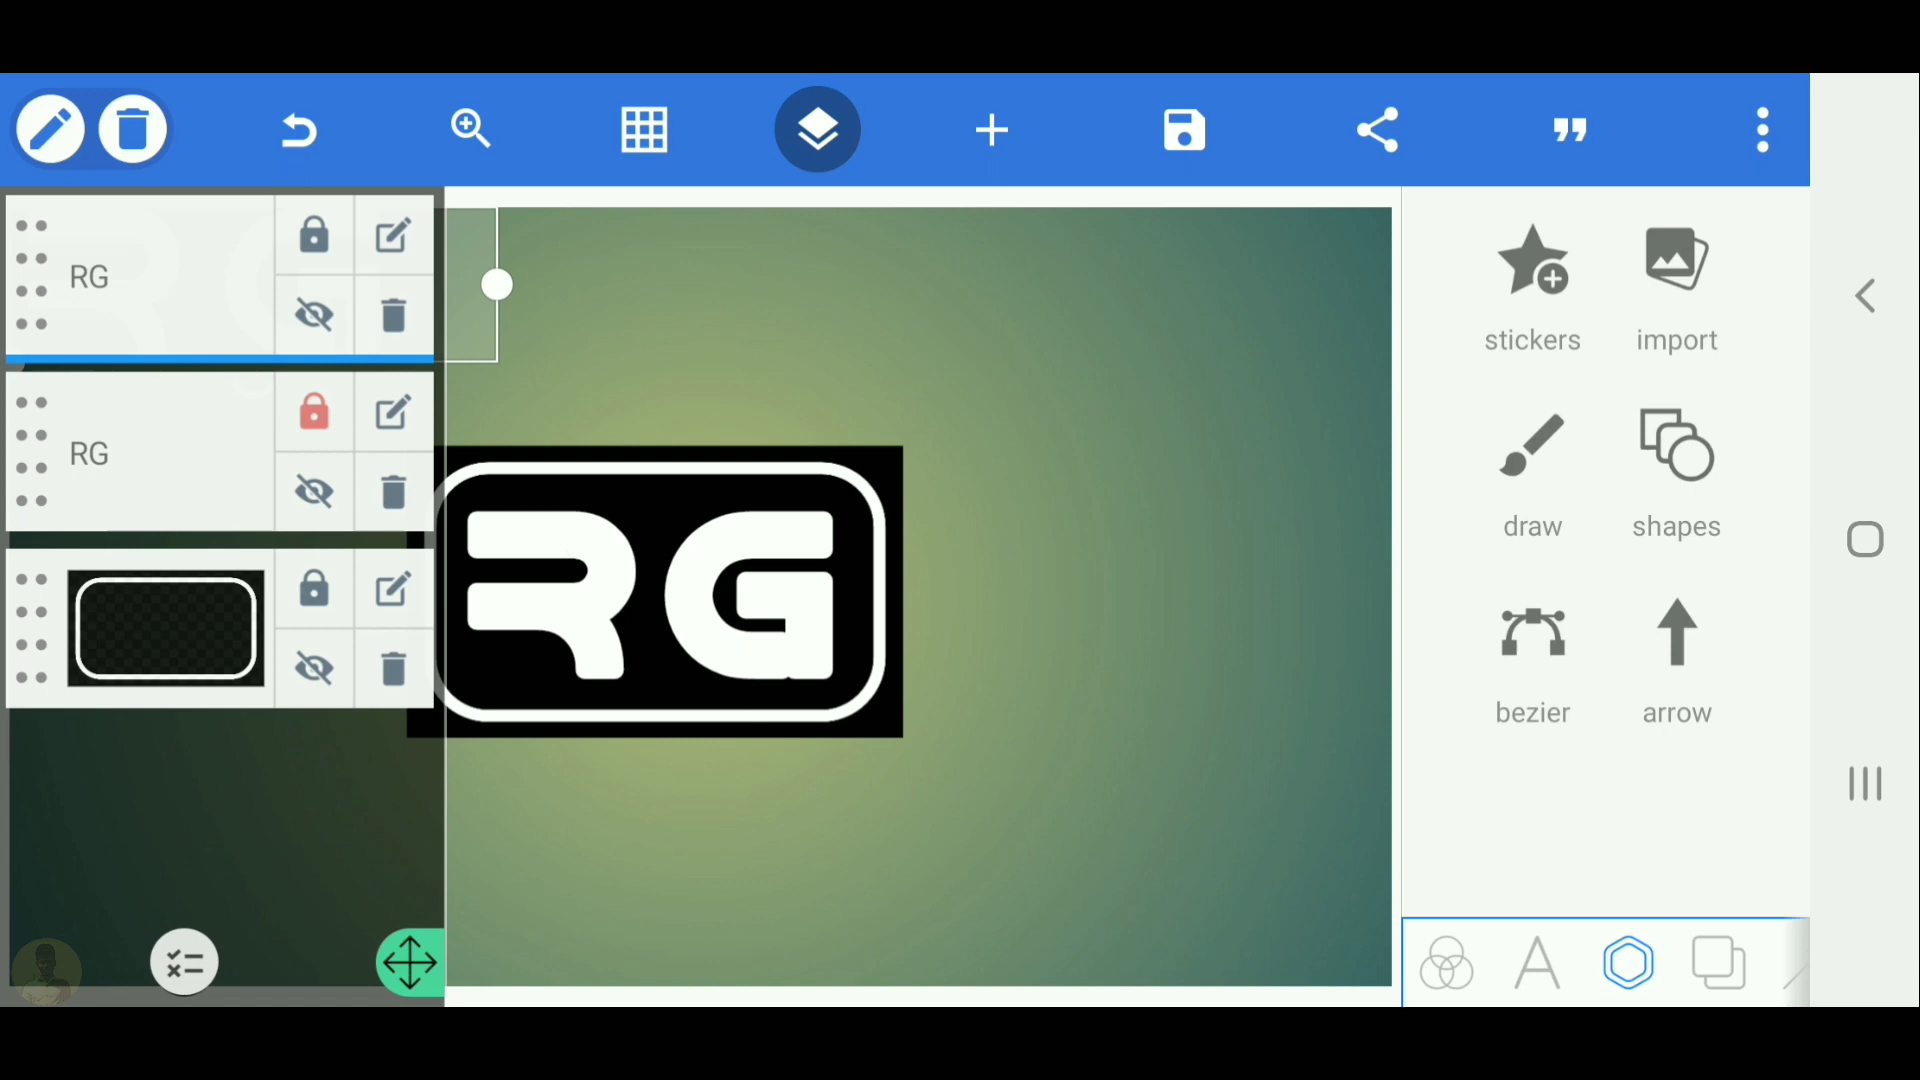 RG
RG
RG
stickers
import
draw
shapes
bezier
arrow